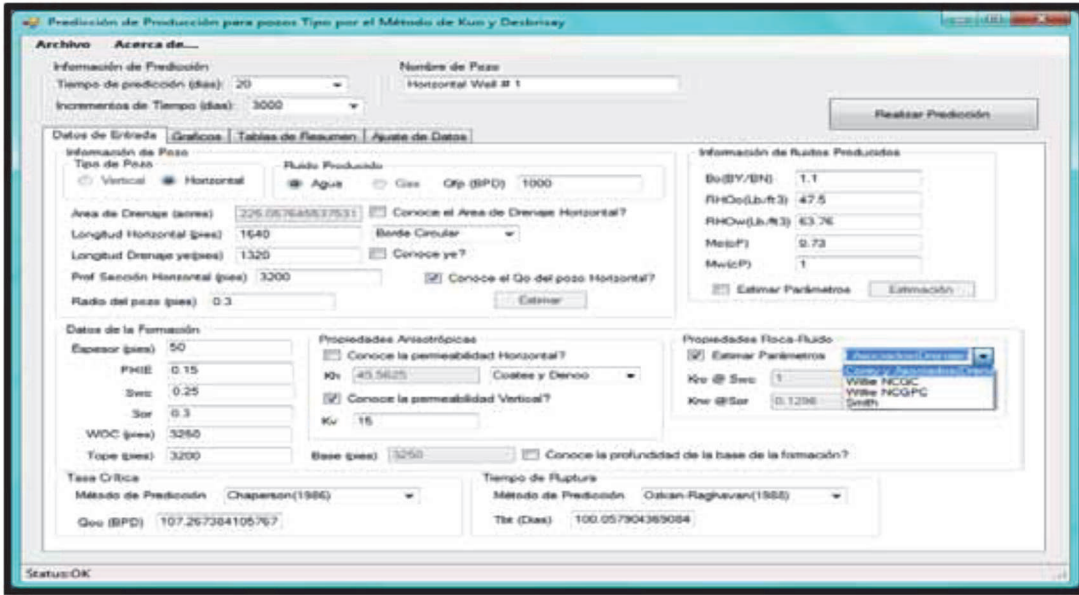 Predicción de Producción para pozos Tipo por el Método de Kuo y Desbrisay
Archivo Acerca de....
Información de Predicción
Nombre de Pozo
Tiempo de predicción (días): 20
Horizontal Well # 1
Incrementos de Tiempo (días): 3000
Realizar Predicción
Datos de Entrada Graficos Tablas de Resumen Ajuste de Datos
Información de Pozo
Tipo de Pozo
Vertical Horizontal
Fluido Producido
Agua Gas Qfp (BPD) 1000
Area de Drenaje (acres) 225.057645537531 Conoce el Area de Drenaje Horizontal?
Longitud Horizontal (pies) 1640 Borde Circular
Longitud Drenaje ye(pies) 1320 Conoce ye?
Prof Sección Horizontal (pies) 3200 Conoce el Qo del pozo Horizontal?
Radio del pozo (pies) 0.3 Estimar
Información de fluidos Producidos
Bo(BY/BN) 1.1
RHOo(Lb/ft3) 47.5
RHOw(Lb/ft3) 63.76
Mo(cP) 0.73
Mw(cP) 1
Estimar Parámetros Estimación
Datos de la Formación
Espesor (pies) 50
PHIE 0.15
Swc 0.25
Sor 0.3
WOC (pies) 3250
Tope (pies) 3200
Base (pies) 3250 Conoce la profundidad de la base de la formación?
Propiedades Anisotrópicas
Conoce la permeabilidad Horizontal?
Kh 45.5625 Coates y Denoo
Conoce la permeabilidad Vertical?
Kv 15
Propiedades Roca-Fluido
Estimar Parámetros Asociados(Drenaje)
Corey y Asociados(Drena
Willie NCGC
Willie NCGPC
Smith
Kro @ Swc 1
Krw @Sor 0.1296
Tasa Crítica
Método de Predicción Chaperson(1986)
Qoc (BPD) 107.267384105767
Tiempo de Ruptura
Método de Predicción Ozkan-Raghavan(1988)
Tbt (Días) 100.057904369084
Status:OK